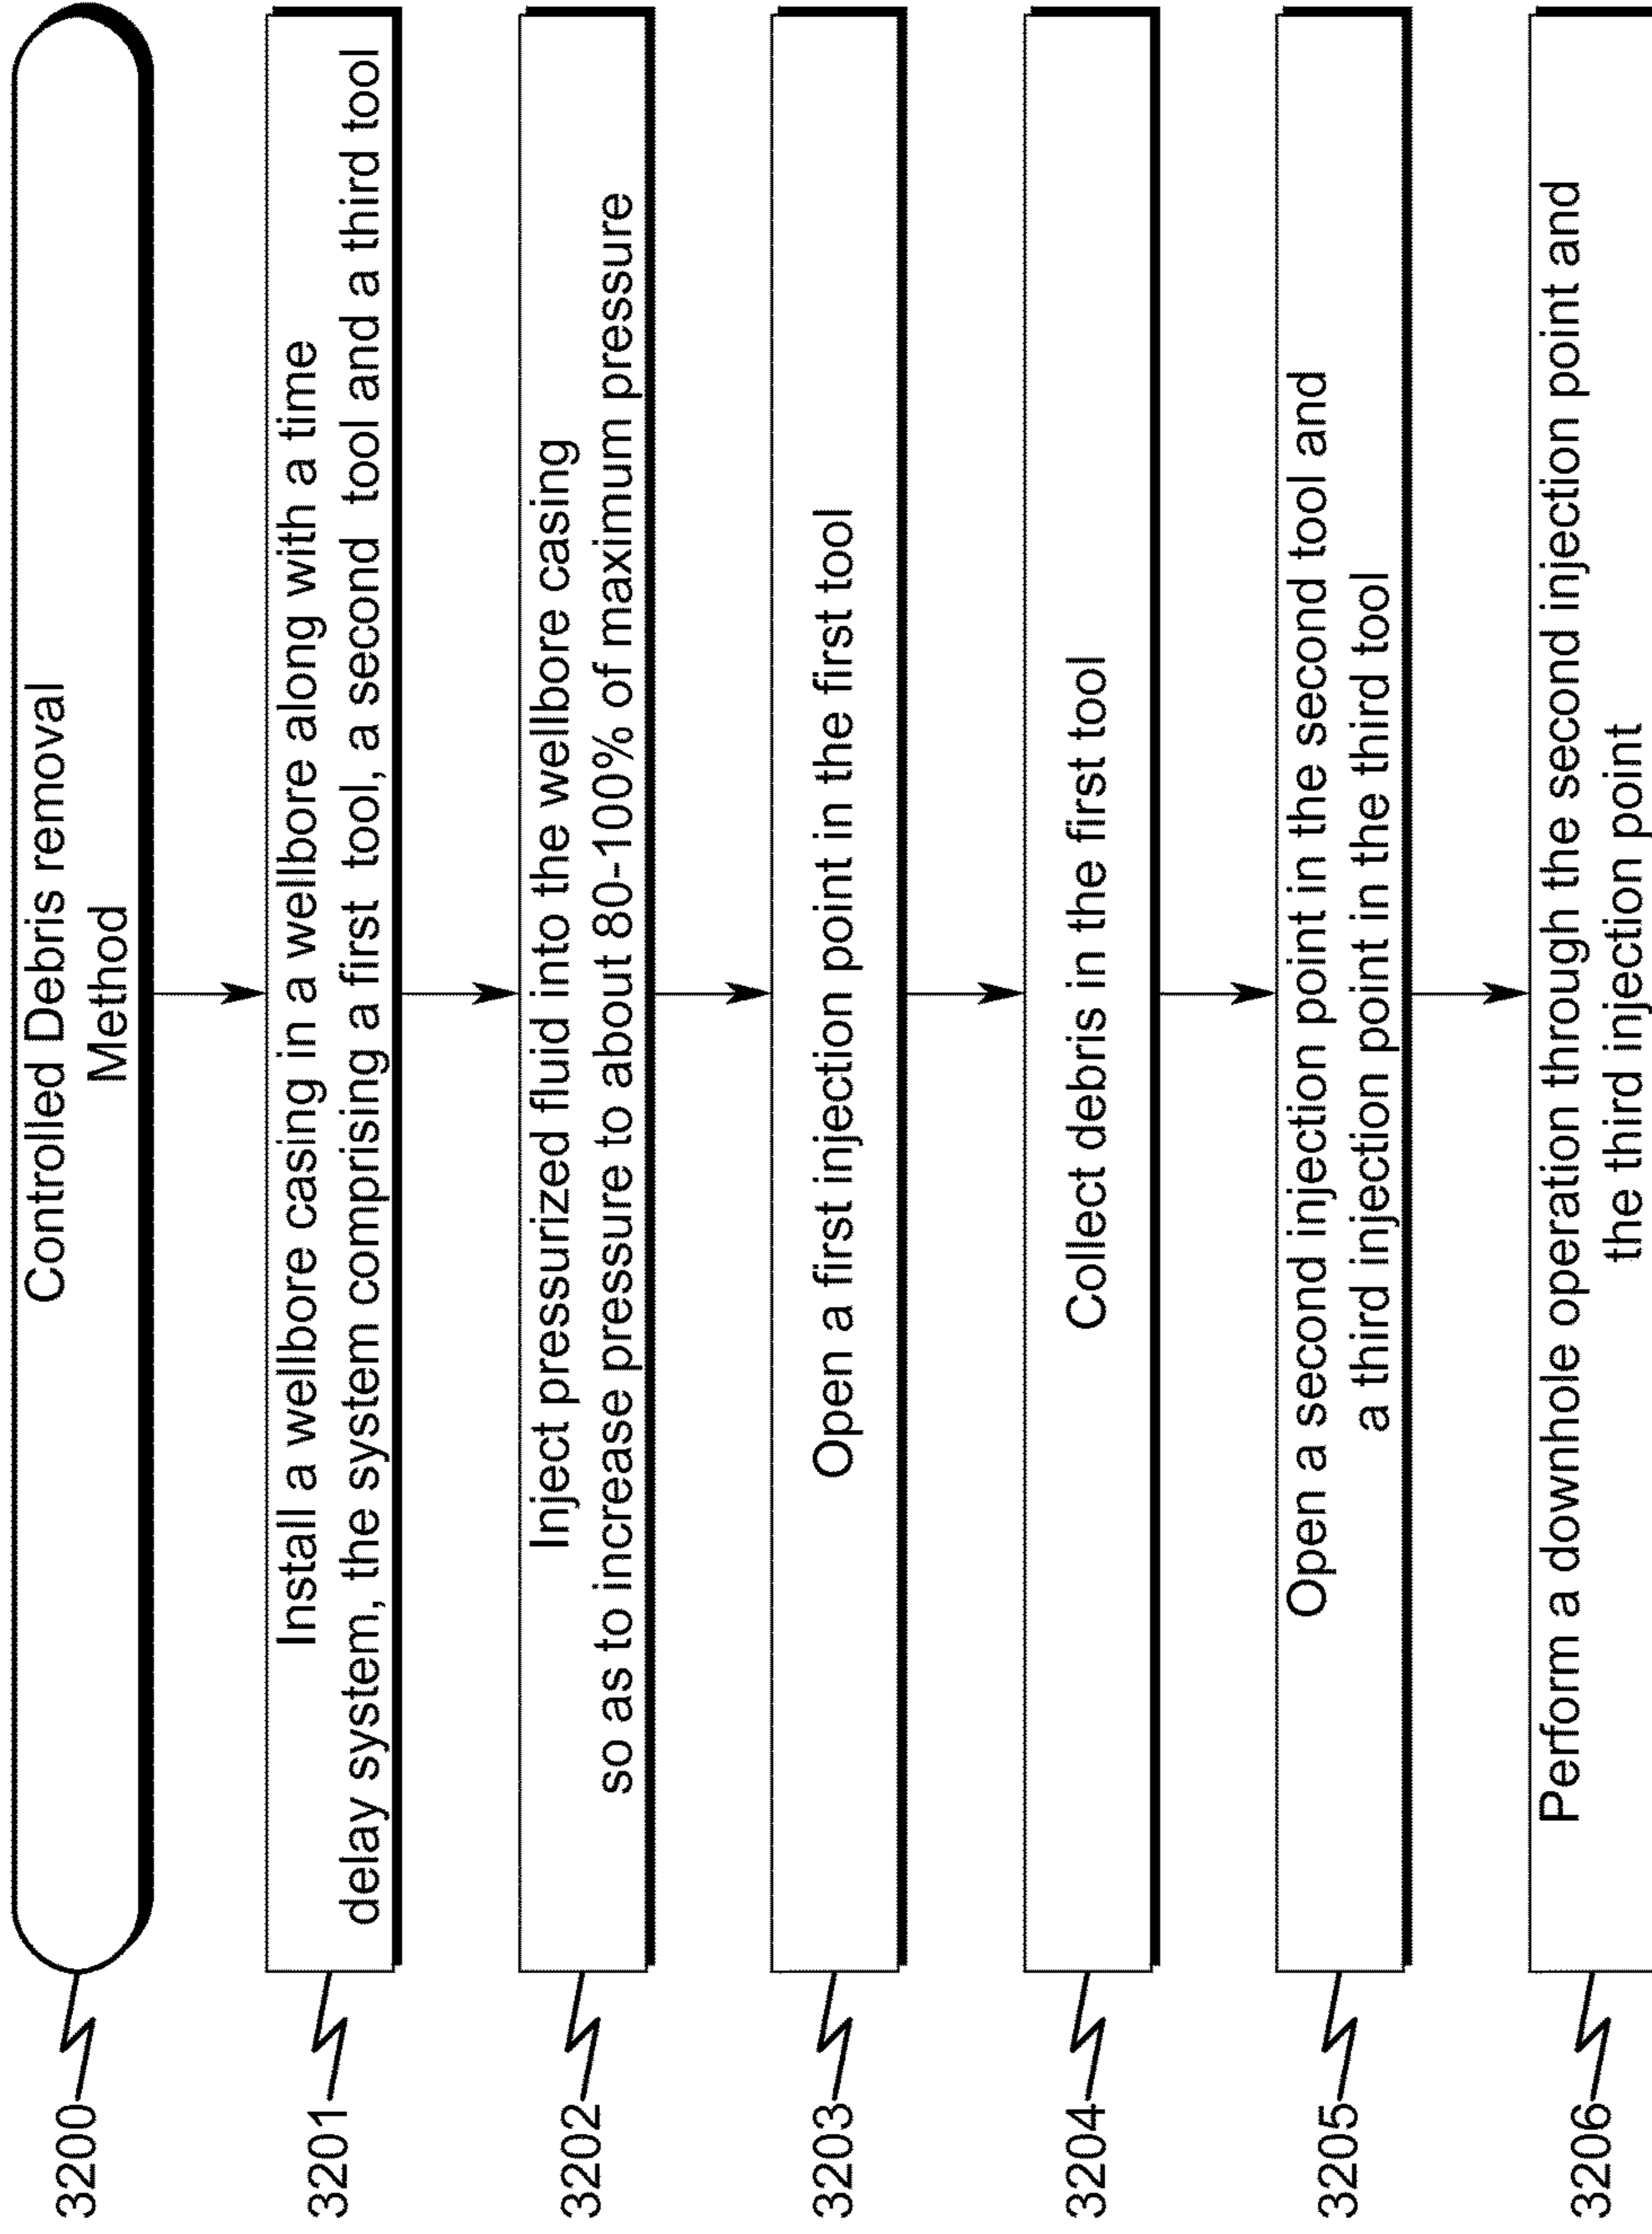 Controlled Debris removal
Method
3200
Install a wellbore casing in a wellbore along with a time
delay system, the system comprising a first tool, a second tool and a third tool
3201
Inject pressurized fluid into the wellbore casing
so as to increase pressure to about 80-100% of maximum pressure
3202
Open a first injection point in the first tool
3203
Collect debris in the first tool
3204
Open a second injection point in the second tool and
a third injection point in the third tool
3205
Perform a downhole operation through the second injection point and
the third injection point
3206